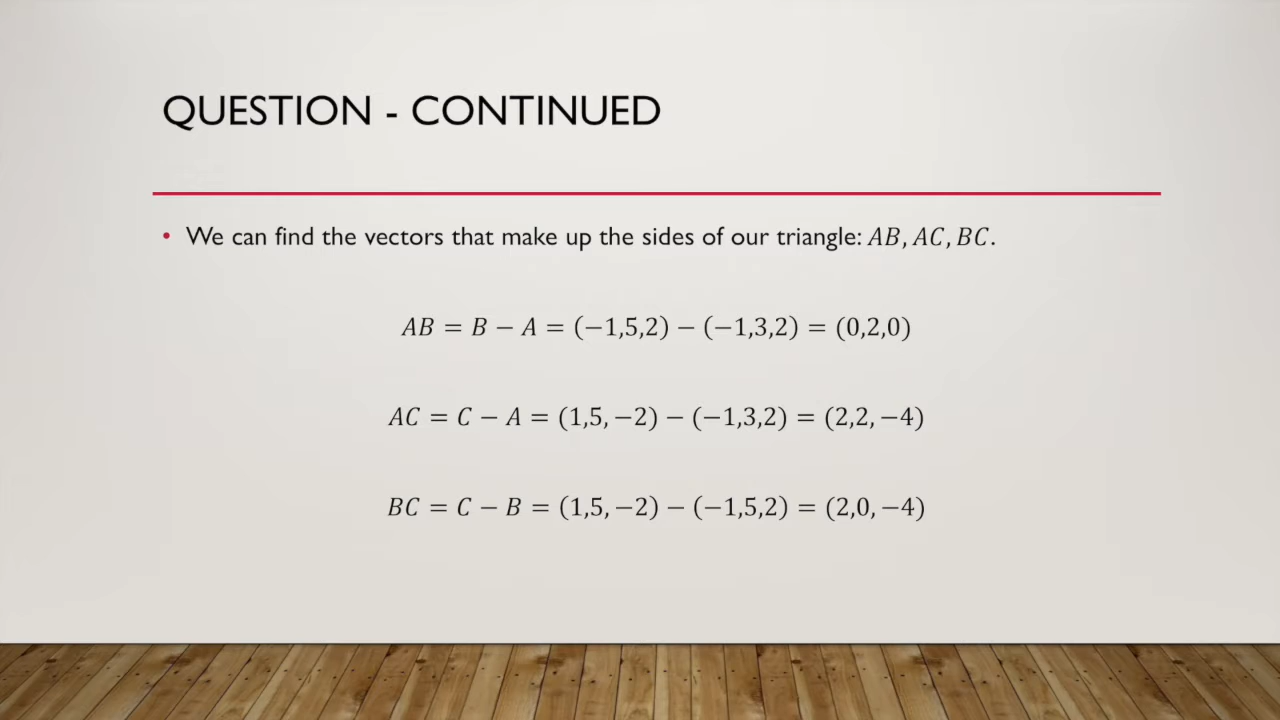 QUESTION - CONTINUED
• We can find the vectors that make up the sides of our triangle: AB, AC, BC.
AB = B − A = (−1,5,2) − (−1,3,2) = (0,2,0)
AC = C − A = (1,5, −2) − (−1,3,2) = (2,2, −4)
BC = C − B = (1,5, −2) − (−1,5,2) = (2,0, −4)